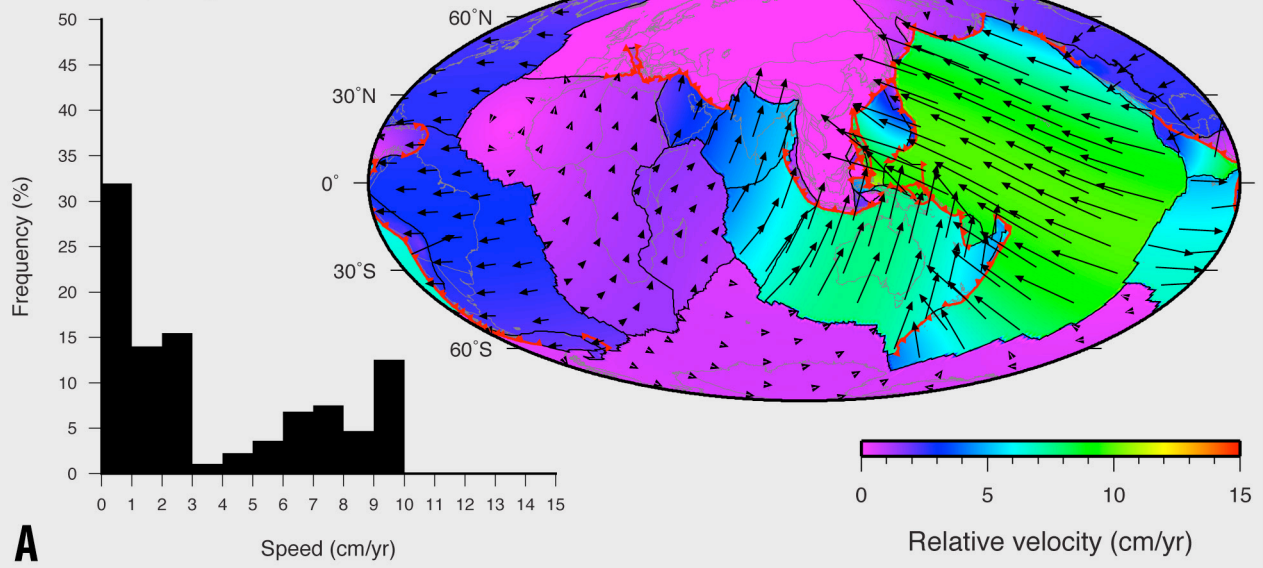 50
45
40
35
30
25
20
15
10
5
0
Frequency (%)
0 1 2 3 4 5 6 7 8 9 10 11 12 13 14 15
Speed (cm/yr)
A
60°N
30°N
0°
30°S
60°S
0 5 10 15
Relative velocity (cm/yr)